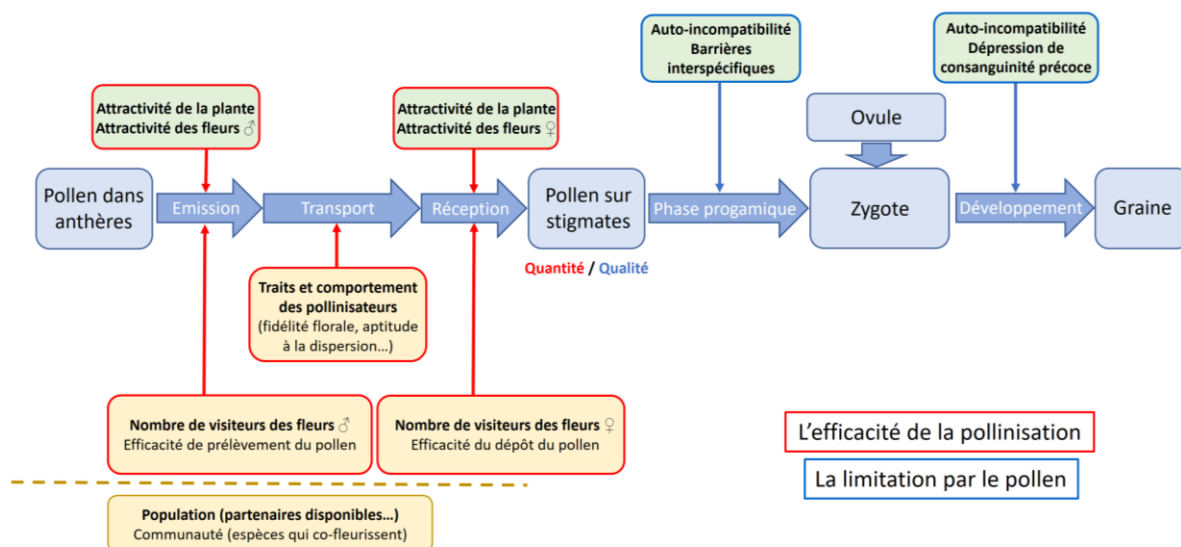 Auto-incompatibilité
Barrières
interspécifiques
Auto-incompatibilité
Dépression de
consanguinité précoce
Attractivité de la plante
Attractivité des fleurs ♂
Attractivité de la plante
Attractivité des fleurs ♀
Ovule
Pollen dans
anthères
Emission
Transport
Réception
Pollen sur
stigmates
Phase progamique
Zygote
Développement
Graine
Quantité / Qualité
Traits et comportement
des pollinisateurs
(fidélité florale, aptitude
à la dispersion…)
Nombre de visiteurs des fleurs ♂
Efficacité de prélèvement du pollen
Nombre de visiteurs des fleurs ♀
Efficacité du dépôt du pollen
L'efficacité de la pollinisation
La limitation par le pollen
Population (partenaires disponibles…)
Communauté (espèces qui co-fleurissent)